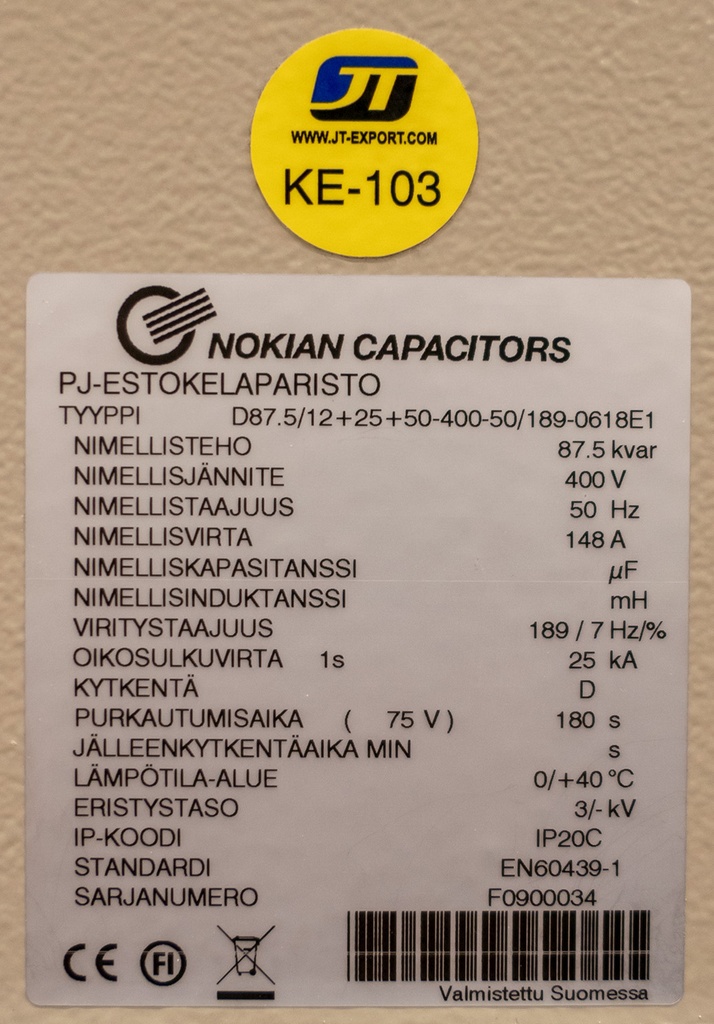 JT
WWW.JT-EXPORT.COM
KE-103
NOKIAN CAPACITORS
PJ-ESTOKELAPARISTO
TYYPPI D87.5/12+25+50-400-50/189-0618E1
NIMELLISTEHO 87.5 kvar
NIMELLISJÄNNITE 400 V
NIMELLISTAAJUUS 50 Hz
NIMELLISVIRTA 148 A
NIMELLISKAPASITANSSI µF
NIMELLISINDUKTANSSI mH
VIRITYSTAAJUUS 189 / 7 Hz/%
OIKOSULKUVIRTA 1s 25 kA
KYTKENTÄ D
PURKAUTUMISAIKA ( 75 V ) 180 s
JÄLLEENKYTKENTÄAIKA MIN s
LÄMPÖTILA-ALUE 0/+40 °C
ERISTYSTASO 3/- kV
IP-KOODI IP20C
STANDARDI EN60439-1
SARJANUMERO F0900034
CE FI
Valmistettu Suomessa